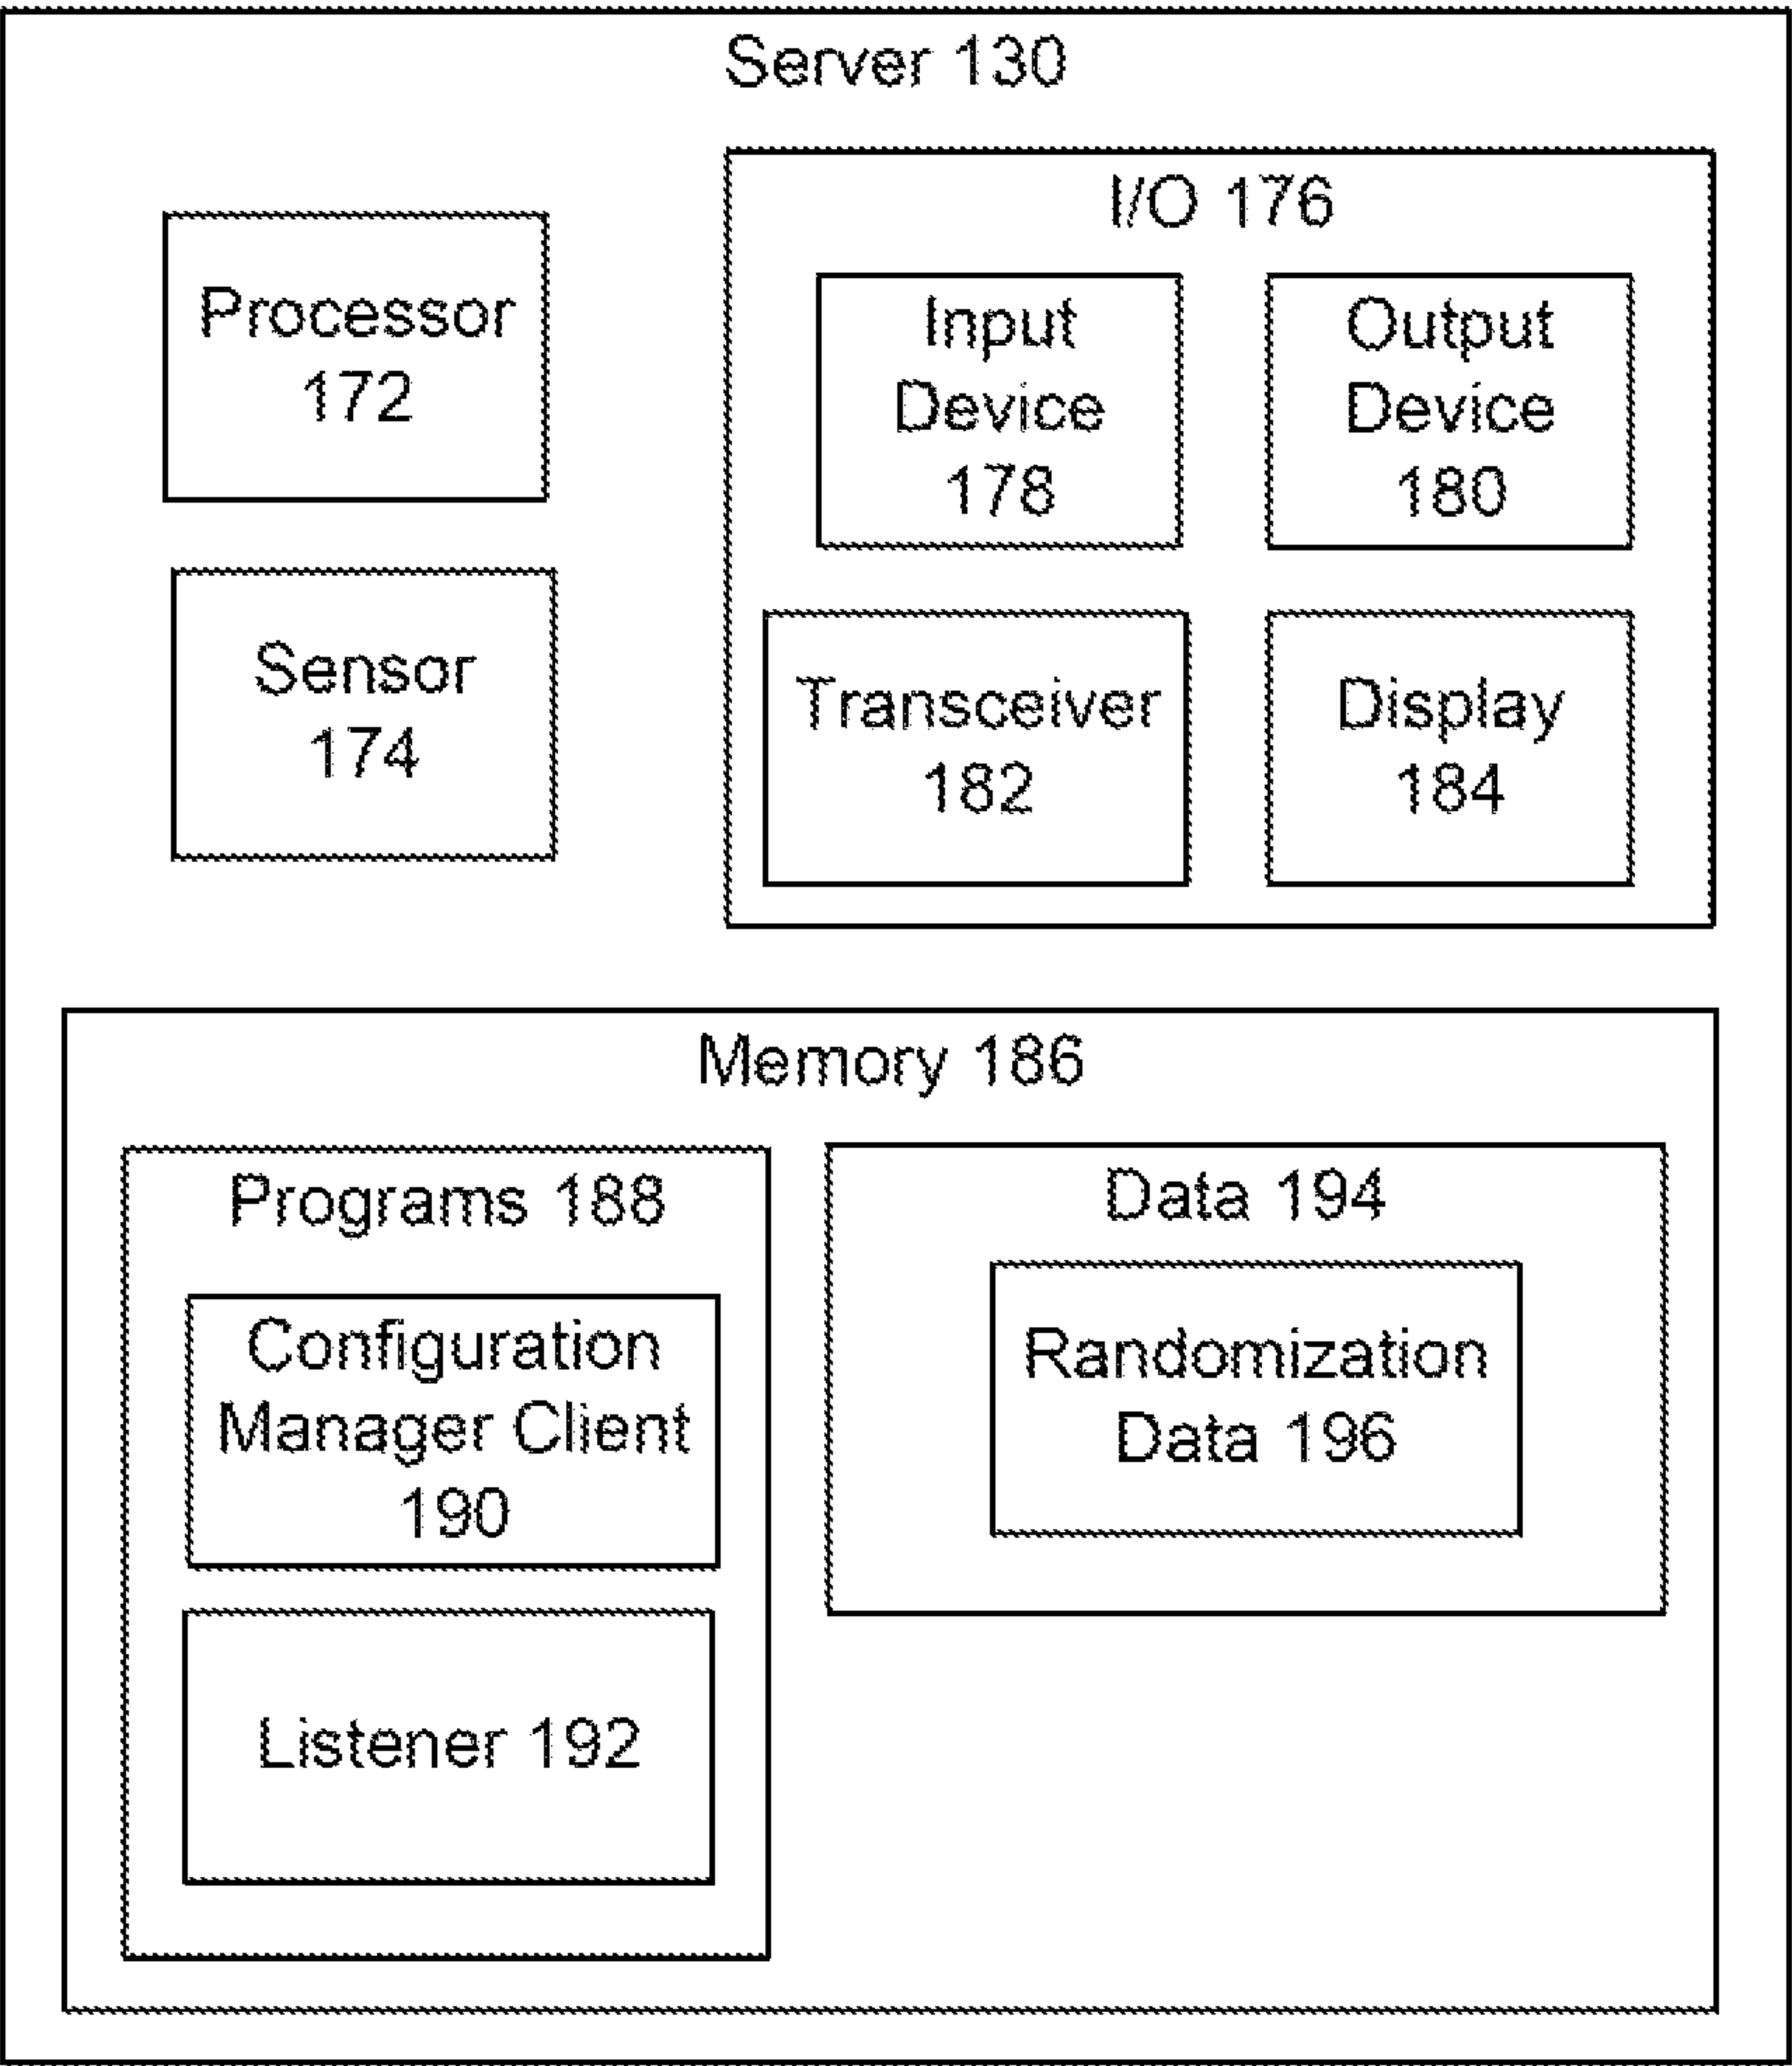 Server 130
Processor
172
Sensor
174
I/O 176
Input
Device
178
Output
Device
180
Transceiver
182
Display
184
Memory 186
Programs 188
Configuration
Manager Client
190
Listener 192
Data 194
Randomization
Data 196